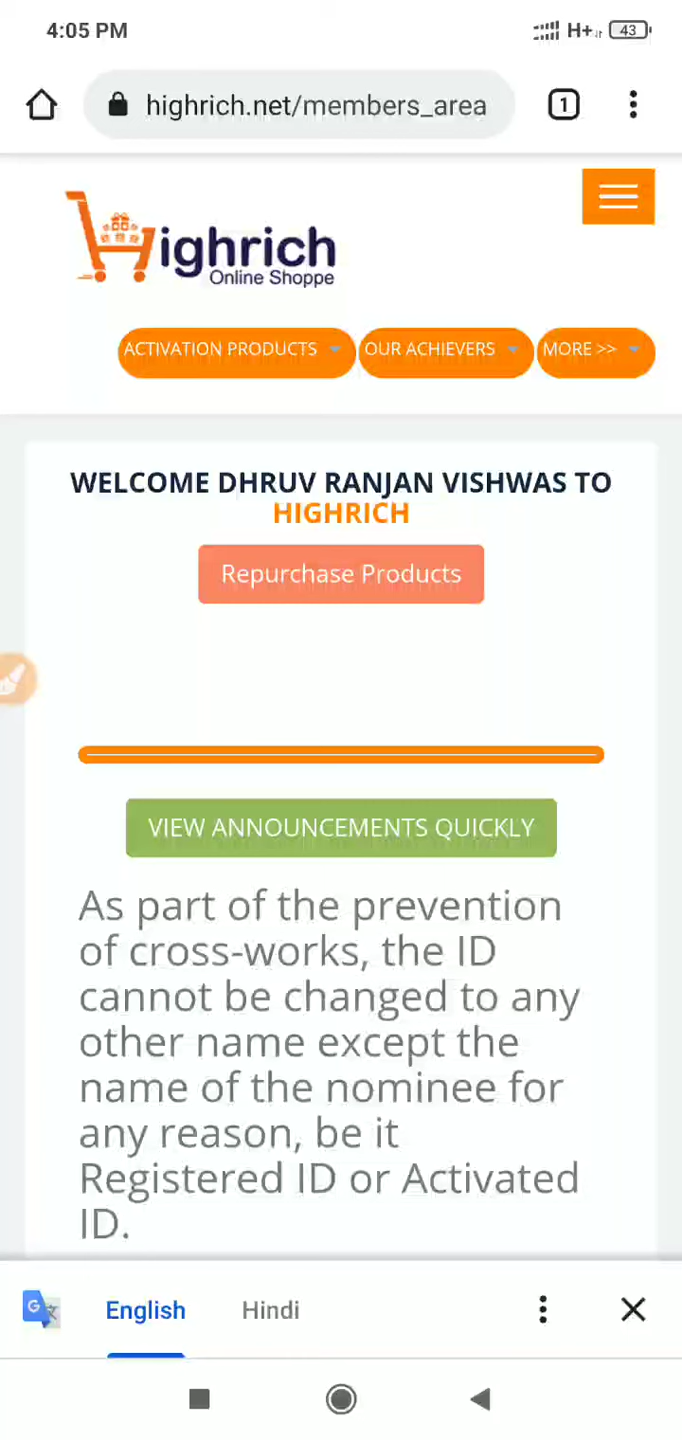 4:05 PM
H+
43
highrich.net/members_area
1
Highrich
Online Shoppe
ACTIVATION PRODUCTS
OUR ACHIEVERS
MORE >>
WELCOME DHRUV RANJAN VISHWAS TO
HIGHRICH
Repurchase Products
VIEW ANNOUNCEMENTS QUICKLY
As part of the prevention
of cross-works, the ID
cannot be changed to any
other name except the
name of the nominee for
any reason, be it
Registered ID or Activated
ID.
G
English
Hindi